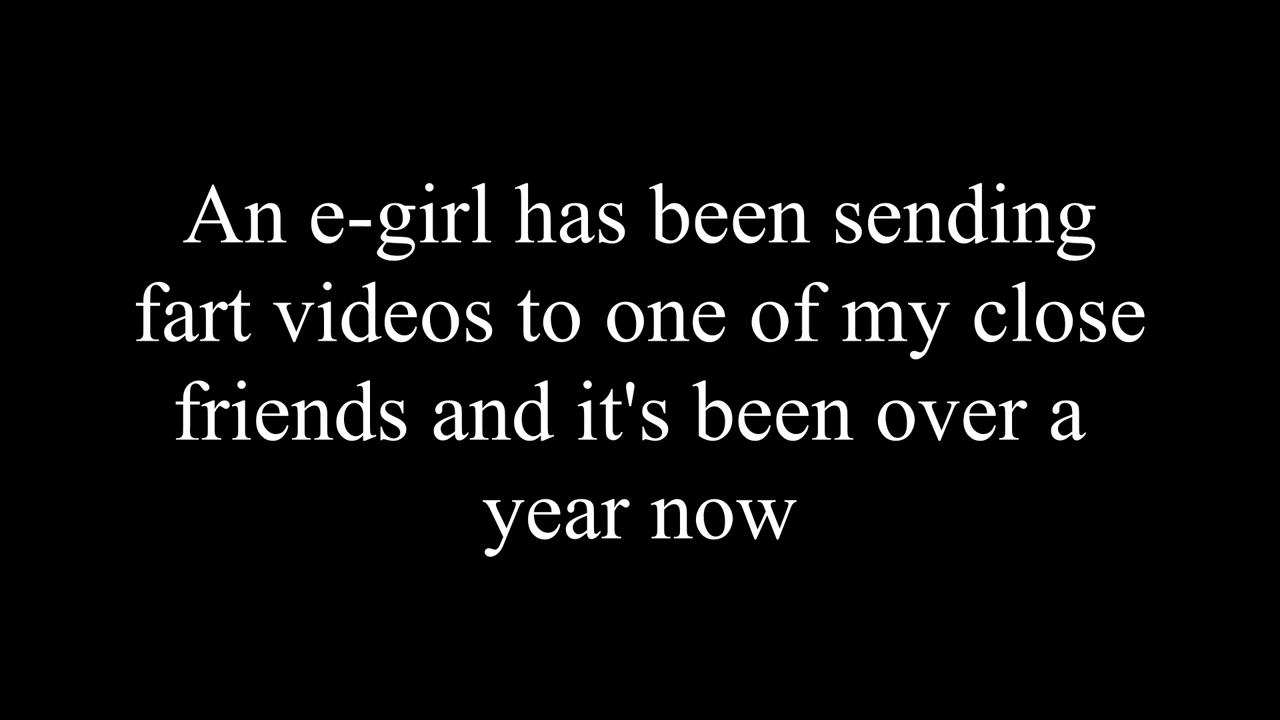 An e-girl has been sending
fart videos to one of my close
friends and it's been over a
year now